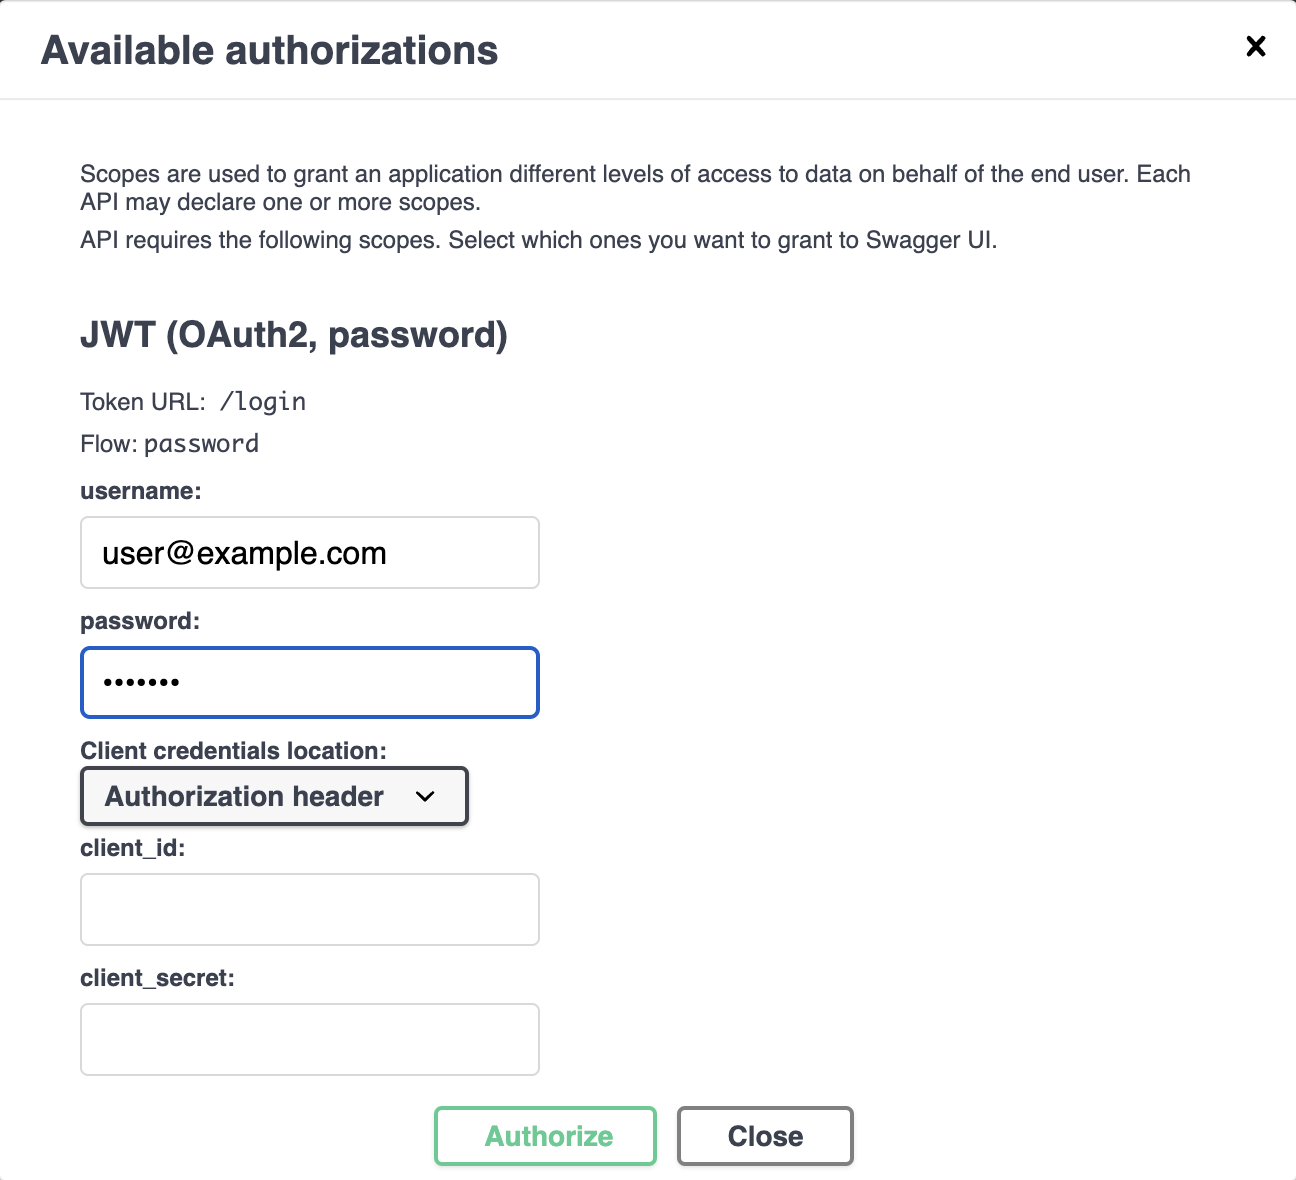 Available authorizations
Scopes are used to grant an application different levels of access to data on behalf of the end user. Each
API may declare one or more scopes.
API requires the following scopes. Select which ones you want to grant to Swagger UI.
JWT (OAuth2, password)
Token URL: /login
Flow: password
username:
user@example.com
password:
•••••••
Client credentials location:
Authorization header
client_id:
client_secret:
Authorize Close